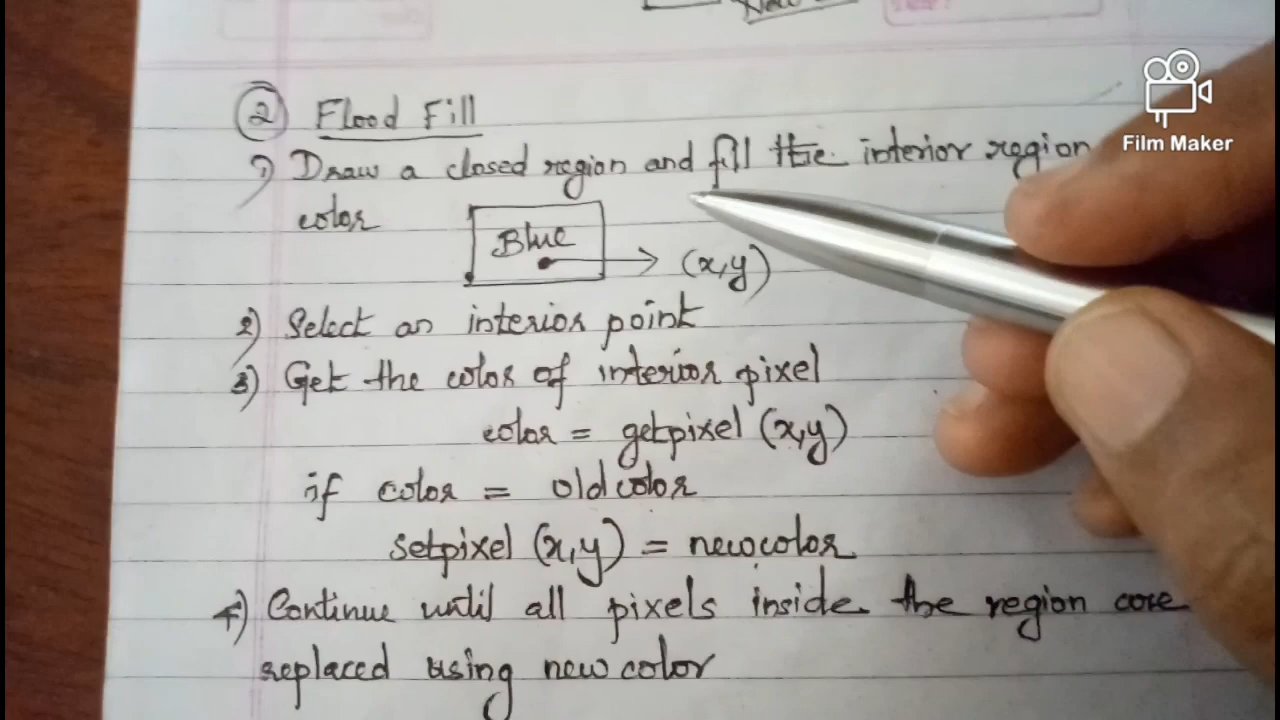 New
② Flood Fill
1) Draw a closed region and fill the interior region
color
Blue
(x,y)
2) Select an interior point
3) Get the color of interior pixel
color = getpixel (x,y)
if color = oldcolor
setpixel (x,y) = newcolor
4) Continue until all pixels inside the region are
replaced using new color
Film Maker